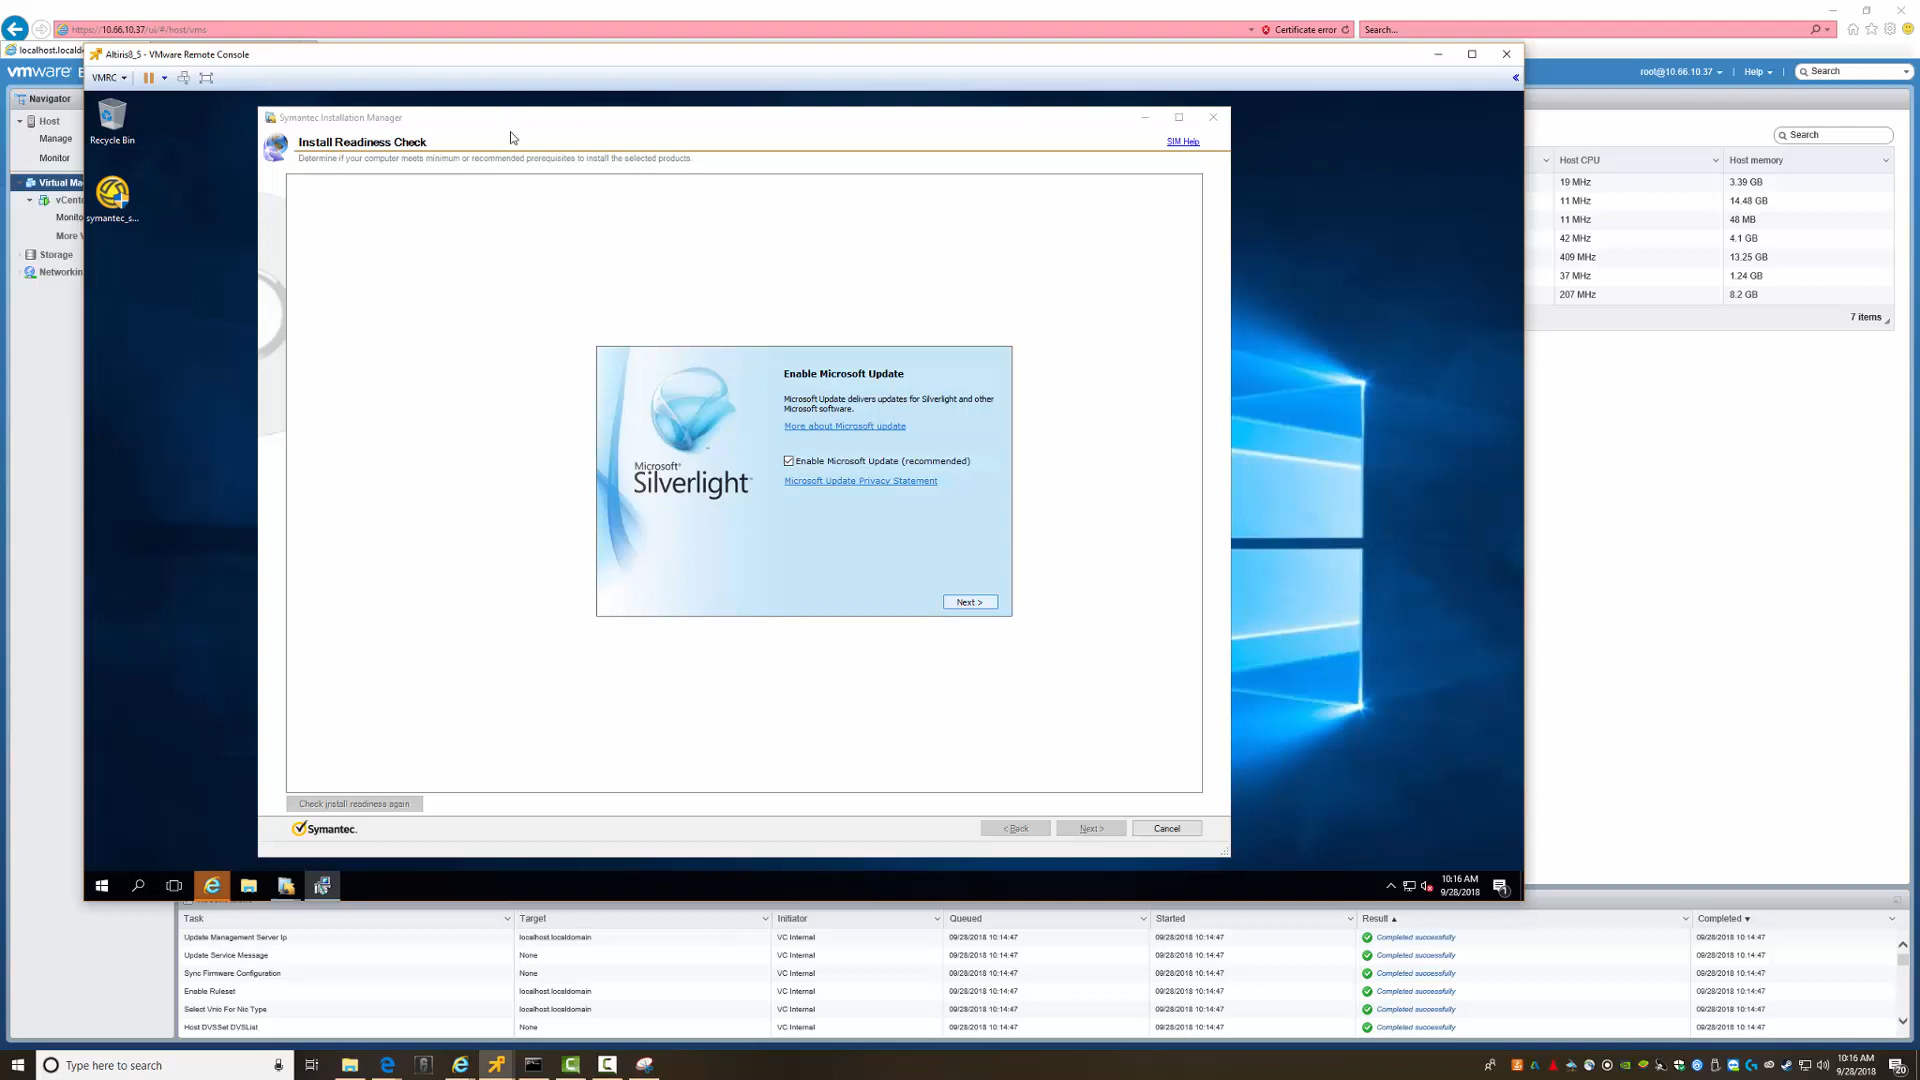 https://10.66.10.37/ui/#/host/vms
Certificate error
Search...
localhost.locald
Altiris8_5 - VMware Remote Console
vmware
root@10.66.10.37
Help
Search
VMRC
Navigator
Host
Manage
Monitor
Virtual Ma
vCent
Monito
More V
Storage
Networkin
Recycle Bin
symantec_s...
Symantec Installation Manager
Install Readiness Check
SIM Help
Determine if your computer meets minimum or recommended prerequisites to install the selected products.
Search
Host CPU
Host memory
19 MHz
3.39 GB
11 MHz
14.48 GB
11 MHz
48 MB
42 MHz
4.1 GB
409 MHz
13.25 GB
37 MHz
1.24 GB
207 MHz
8.2 GB
7 items
Microsoft®
Silverlight™
Enable Microsoft Update
Microsoft Update delivers updates for Silverlight and other
Microsoft software.
More about Microsoft update
Enable Microsoft Update (recommended)
Microsoft Update Privacy Statement
Next >
Check install readiness again
Symantec.
< Back
Next >
Cancel
10:16 AM
9/28/2018
Task
Target
Initiator
Queued
Started
Result
Completed
Update Management Server Ip
localhost.localdomain
VC Internal
09/28/2018 10:14:47
09/28/2018 10:14:47
Completed successfully
09/28/2018 10:14:47
Update Service Message
None
VC Internal
09/28/2018 10:14:47
09/28/2018 10:14:47
Completed successfully
09/28/2018 10:14:47
Sync Firmware Configuration
None
VC Internal
09/28/2018 10:14:47
09/28/2018 10:14:47
Completed successfully
09/28/2018 10:14:47
Enable Ruleset
localhost.localdomain
VC Internal
09/28/2018 10:14:47
09/28/2018 10:14:47
Completed successfully
09/28/2018 10:14:47
Select Vnic For Nic Type
localhost.localdomain
VC Internal
09/28/2018 10:14:47
09/28/2018 10:14:47
Completed successfully
09/28/2018 10:14:47
Host DVSSet DVSList
None
VC Internal
09/28/2018 10:14:47
09/28/2018 10:14:47
Completed successfully
09/28/2018 10:14:47
Type here to search
10:16 AM
9/28/2018
20